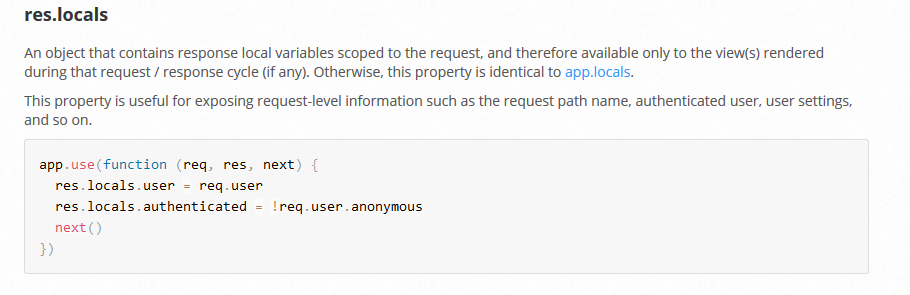 res.locals
An object that contains response local variables scoped to the request, and therefore available only to the view(s) rendered
during that request / response cycle (if any). Otherwise, this property is identical to app.locals.
This property is useful for exposing request-level information such as the request path name, authenticated user, user settings,
and so on.
app.use(function (req, res, next) {
  res.locals.user = req.user
  res.locals.authenticated = !req.user.anonymous
  next()
})